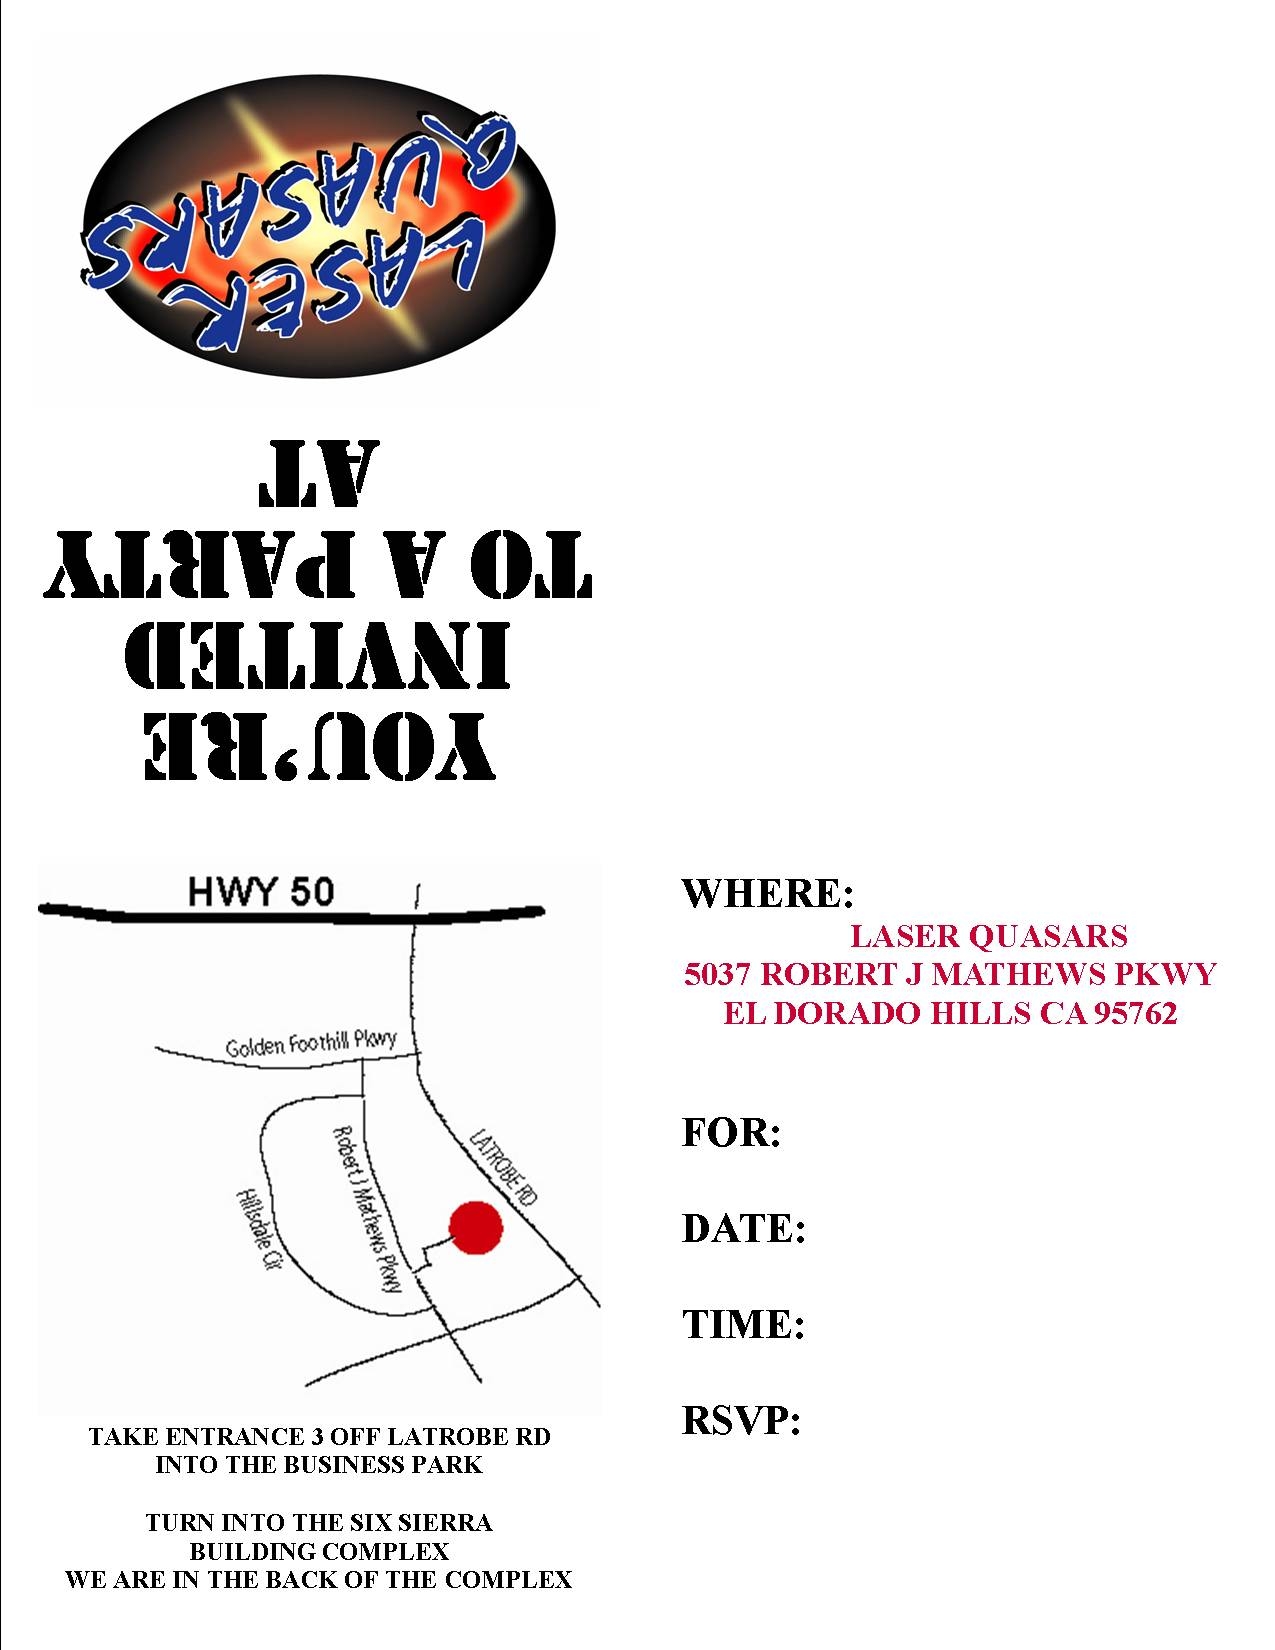 YOU'RE
INVITED
TO A PARTY
AT
LASER
QUASARS
HWY 50
Golden Foothill Pkwy
LATROBE RD
Robert J Mathews Pkwy
Hillsdale Cir
TAKE ENTRANCE 3 OFF LATROBE RD
INTO THE BUSINESS PARK
TURN INTO THE SIX SIERRA
BUILDING COMPLEX
WE ARE IN THE BACK OF THE COMPLEX
WHERE:
LASER QUASARS
5037 ROBERT J MATHEWS PKWY
EL DORADO HILLS CA 95762
FOR:
DATE:
TIME:
RSVP: